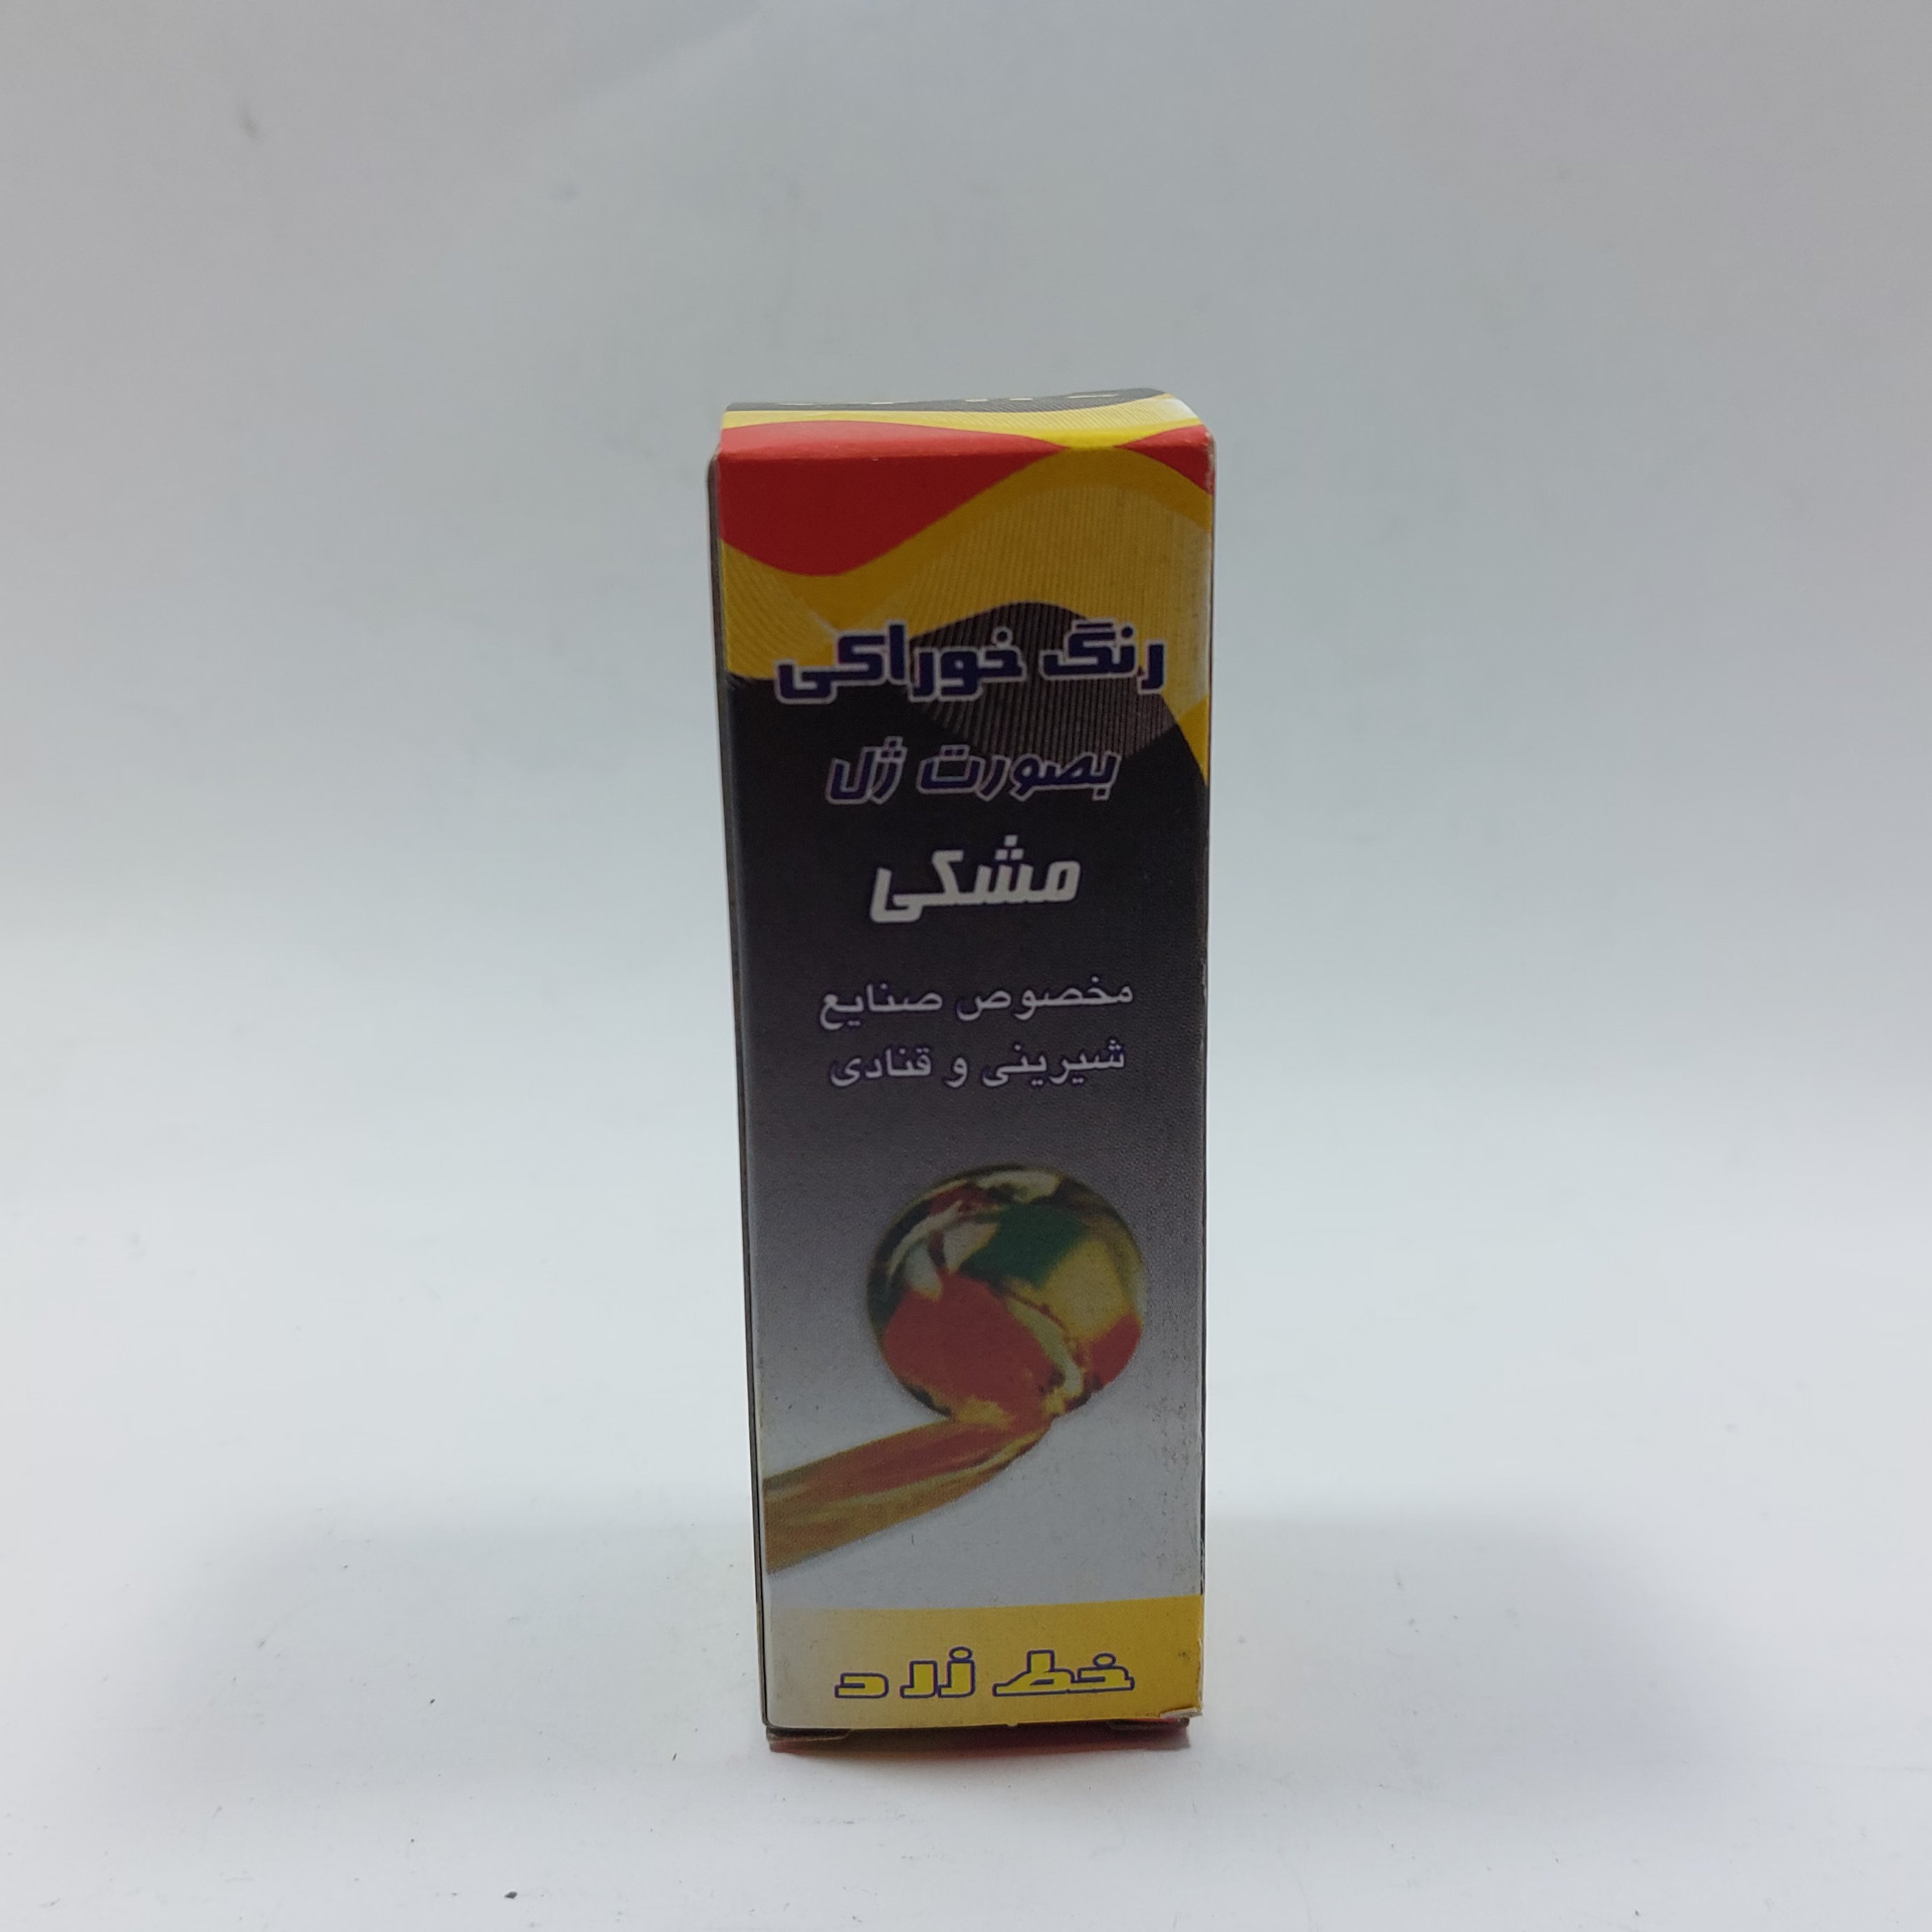 رنگ خوراکی
بصورت ژل
مشکی
مخصوص صنایع
شیرینی و قنادی
خط زرد